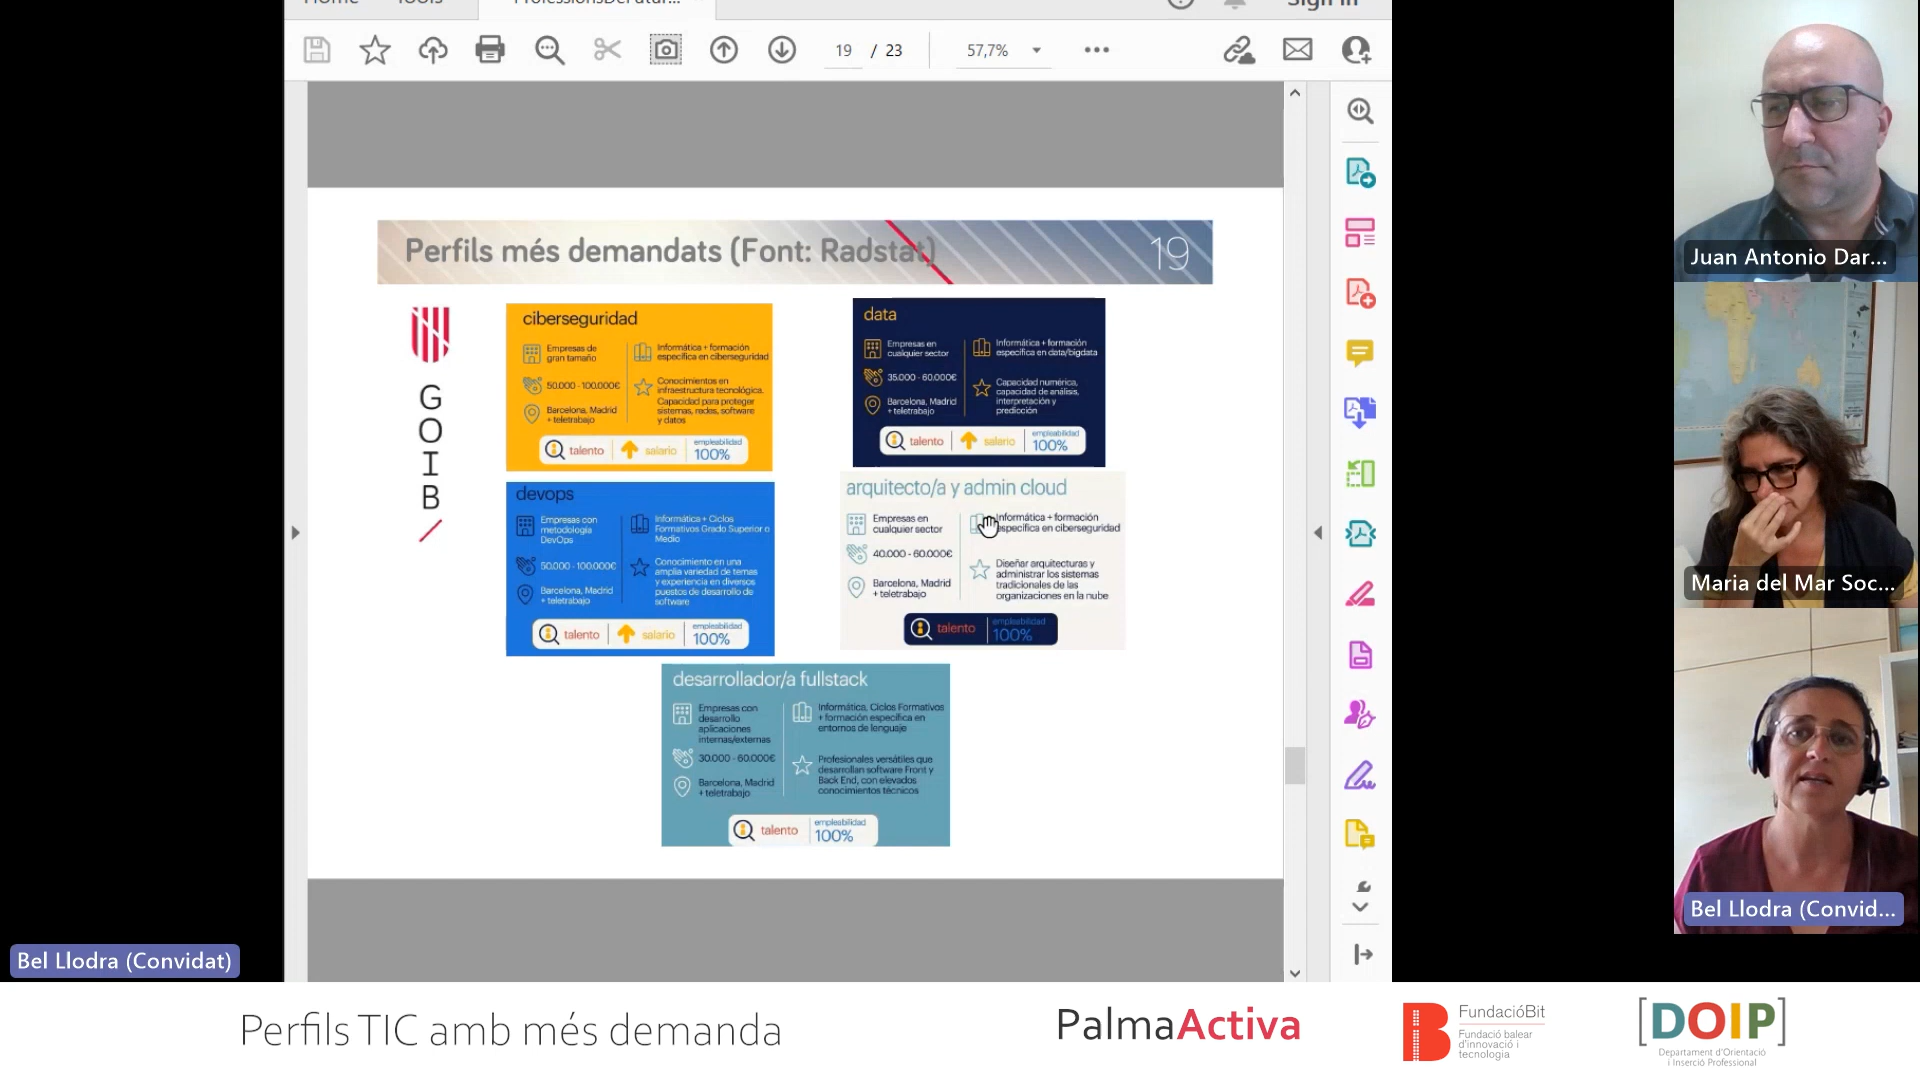 Home Tools
Sign In
19 / 23
57,7%
Perfils més demandats (Font: Radstat)
19
G
O
I
B
ciberseguridad
Empresas de
gran tamaño
Informática + formación
específica en ciberseguridad
50.000 - 100.000€
Conocimientos en
infraestructura tecnológica.
Capacidad para proteger
sistemas, redes, software
y datos
Barcelona, Madrid
+ teletrabajo
talento
salario
empleabilidad
100%
data
Empresas en
cualquier sector
Informática + formación
específica en data/bigdata
35.000 - 60.000€
Capacidad numérica,
capacidad de análisis,
interpretación y
predicción
Barcelona, Madrid
+ teletrabajo
talento
salario
empleabilidad
100%
devops
Empresas con
metodología
DevOps
Informática + Ciclos
Formativos Grado Superior o
Medio
50.000 - 100.000€
Conocimiento en una
amplia variedad de temas
y experiencia en diversos
puestos de desarrollo de
software
Barcelona, Madrid
+ teletrabajo
talento
salario
empleabilidad
100%
arquitecto/a y admin cloud
Empresas en
cualquier sector
Informática + formación
específica en ciberseguridad
40.000 - 60.000€
Diseñar arquitecturas y
administrar los sistemas
tradicionales de las
organizaciones en la nube
Barcelona, Madrid
+ teletrabajo
talento
empleabilidad
100%
desarrollador/a fullstack
Empresas con
desarrollo
aplicaciones
internas/externas
Informática, Ciclos Formativos
+ formación específica en
entornos de lenguaje
30.000 - 60.000€
Profesionales versátiles que
desarrollan software Front y
Back End, con elevados
conocimientos técnicos
Barcelona, Madrid
+ teletrabajo
talento
empleabilidad
100%
Juan Antonio Dar...
Maria del Mar Soc...
Bel Llodra (Convid...
Bel Llodra (Convidat)
Perfils TIC amb més demanda
PalmaActiva
FundacióBit
Fundació balear
d'innovació i
tecnologia
[DOIP]
Departament d'Orientació
i Inserció Professional